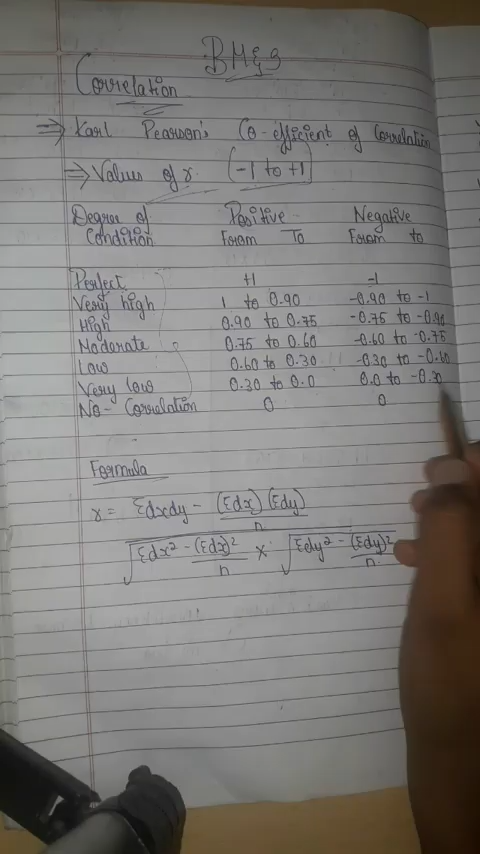 BM&S
Correlation
⇒ Karl Pearson's Co-efficient of Correlation
⇒ Values of r. (-1 to +1)
Degree of Positive Negative
Condition From To From to
Perfect +1 -1
Very high 1 to 0.90 -0.90 to -1
High 0.90 to 0.75 -0.75 to -0.90
Moderate 0.75 to 0.60 -0.60 to -0.75
Low 0.60 to 0.30 -0.30 to -0.60
Very Low 0.30 to 0.0 0.0 to -0.30
No-Correlation 0 0
Formula
r = Σdxdy - (Σdx)(Σdy)
n
√Σdx² - (Σdx)² × √Σdy² - (Σdy)²
n n